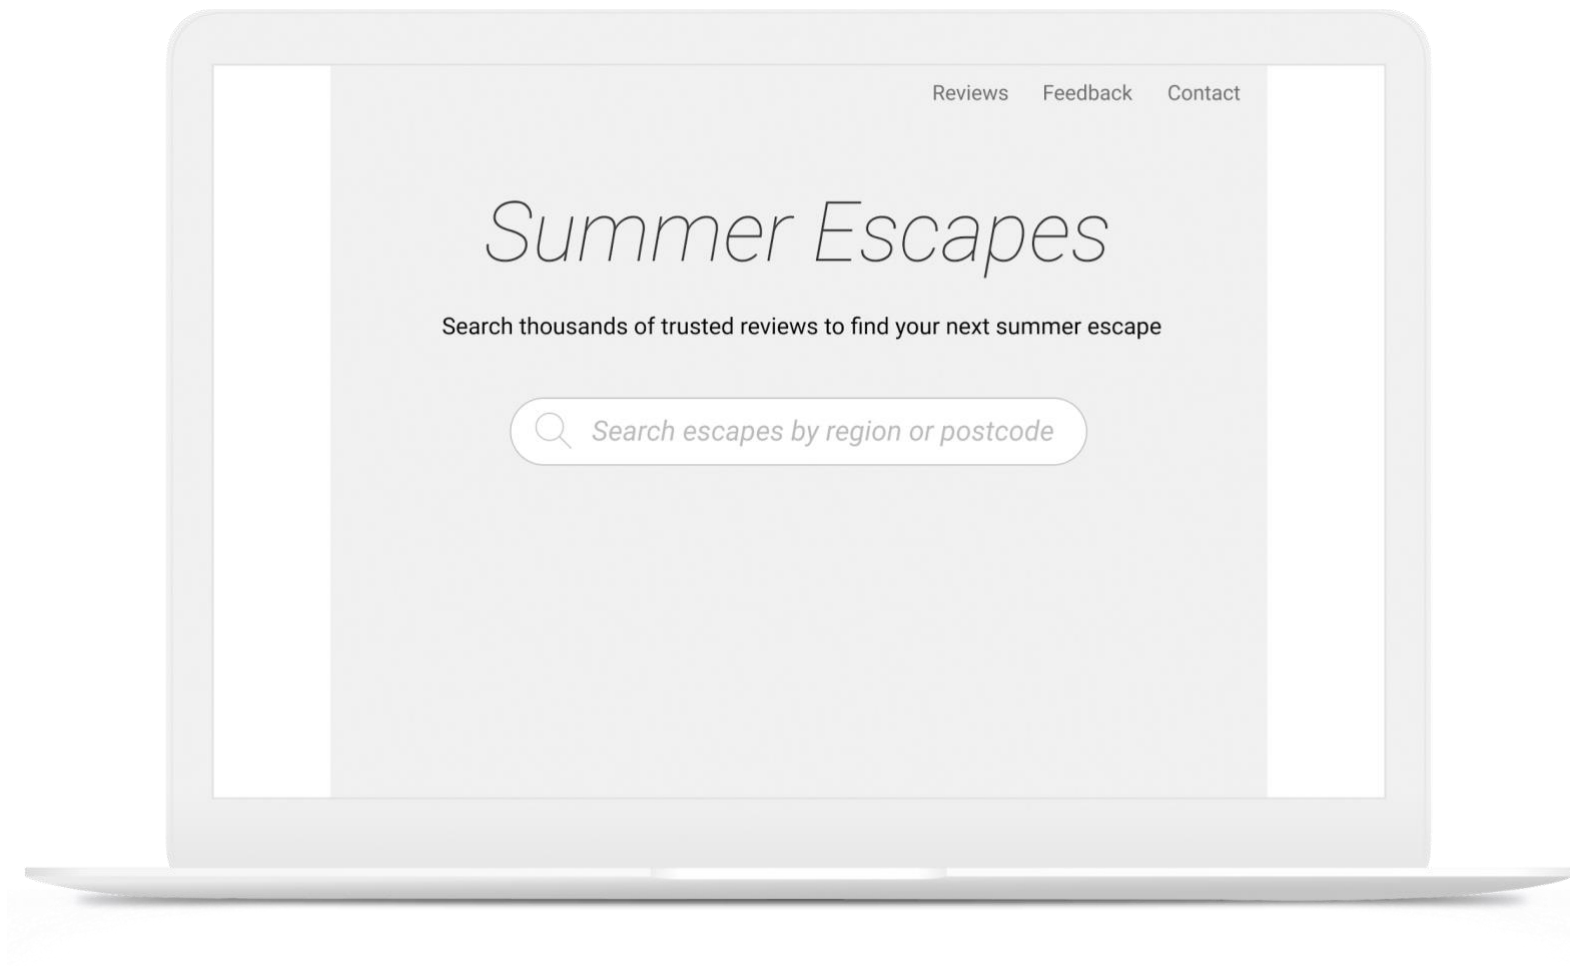 Reviews Feedback Contact
Summer Escapes
Search thousands of trusted reviews to find your next summer escape
Search escapes by region or postcode